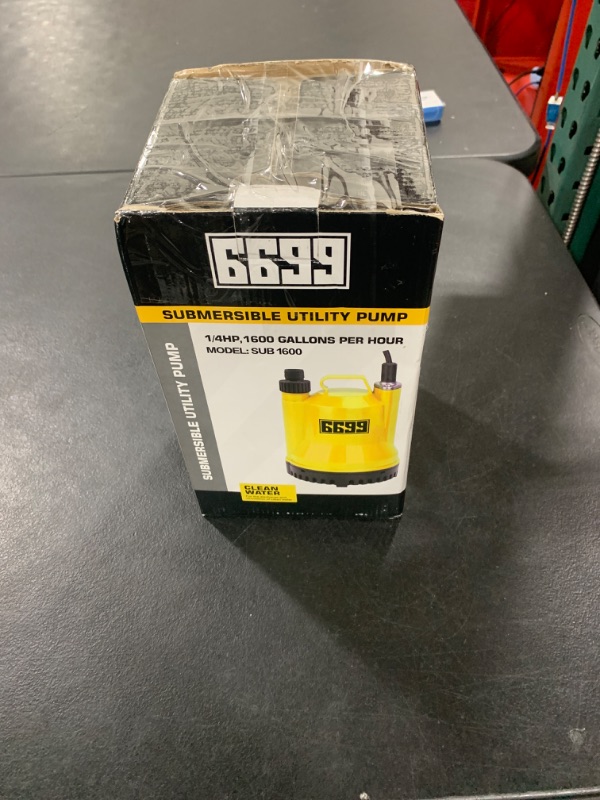 6699
SUBMERSIBLE UTILITY PUMP
1/4HP, 1600 GALLONS PER HOUR
MODEL: SUB 1600
SUBMERSIBLE UTILITY PUMP
6699
CLEAN
WATER